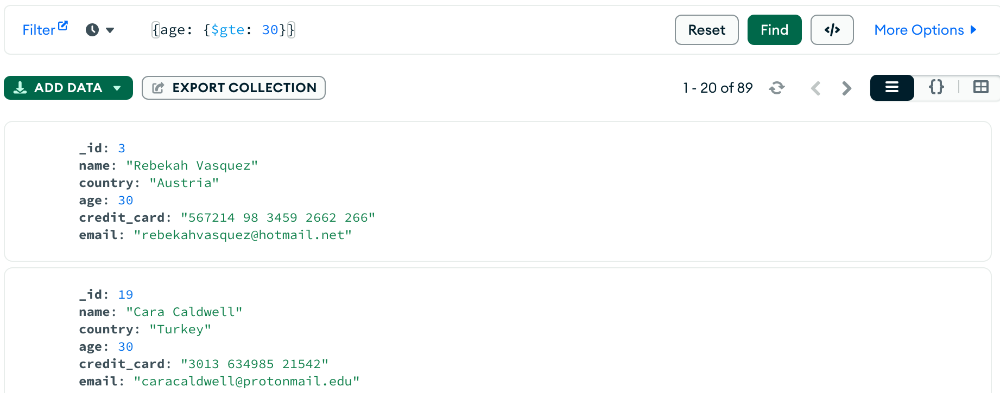 Filter {age: {$gte: 30}} Reset Find </> More Options
ADD DATA EXPORT COLLECTION 1 - 20 of 89 {}
_id: 3
name: "Rebekah Vasquez"
country: "Austria"
age: 30
credit_card: "567214 98 3459 2662 266"
email: "rebekahvasquez@hotmail.net"
_id: 19
name: "Cara Caldwell"
country: "Turkey"
age: 30
credit_card: "3013 634985 21542"
email: "caracaldwell@protonmail.edu"